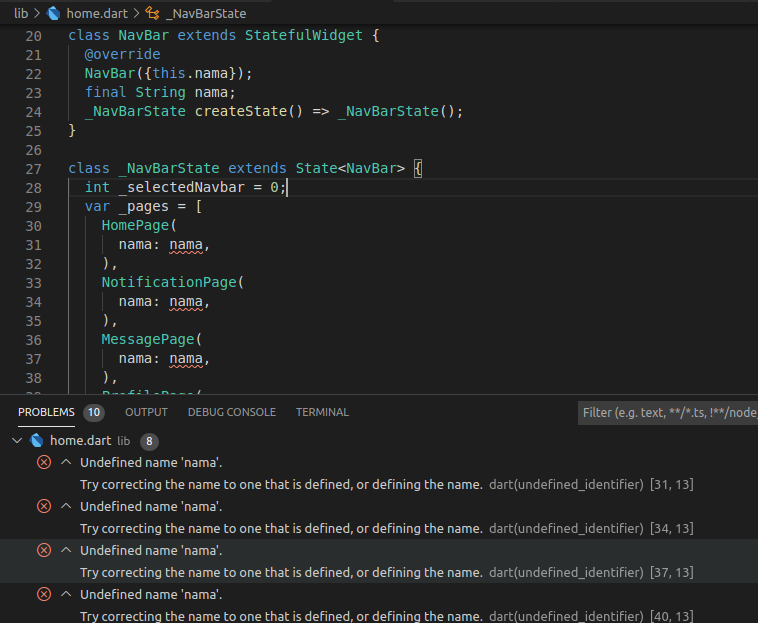 lib > home.dart > _NavBarState
20 class NavBar extends StatefulWidget {
21 @override
22 NavBar({this.nama});
23 final String nama;
24 _NavBarState createState() => _NavBarState();
25 }
26
27 class _NavBarState extends State<NavBar> {
28 int _selectedNavbar = 0;
29 var _pages = [
30 HomePage(
31 nama: nama,
32 ),
33 NotificationPage(
34 nama: nama,
35 ),
36 MessagePage(
37 nama: nama,
38 ),
39 ProfilePage(
PROBLEMS 10 OUTPUT DEBUG CONSOLE TERMINAL Filter (e.g. text, **/*.ts, !**/node
home.dart lib 8
Undefined name 'nama'.
Try correcting the name to one that is defined, or defining the name. dart(undefined_identifier) [31, 13]
Undefined name 'nama'.
Try correcting the name to one that is defined, or defining the name. dart(undefined_identifier) [34, 13]
Undefined name 'nama'.
Try correcting the name to one that is defined, or defining the name. dart(undefined_identifier) [37, 13]
Undefined name 'nama'.
Try correcting the name to one that is defined, or defining the name. dart(undefined_identifier) [40, 13]